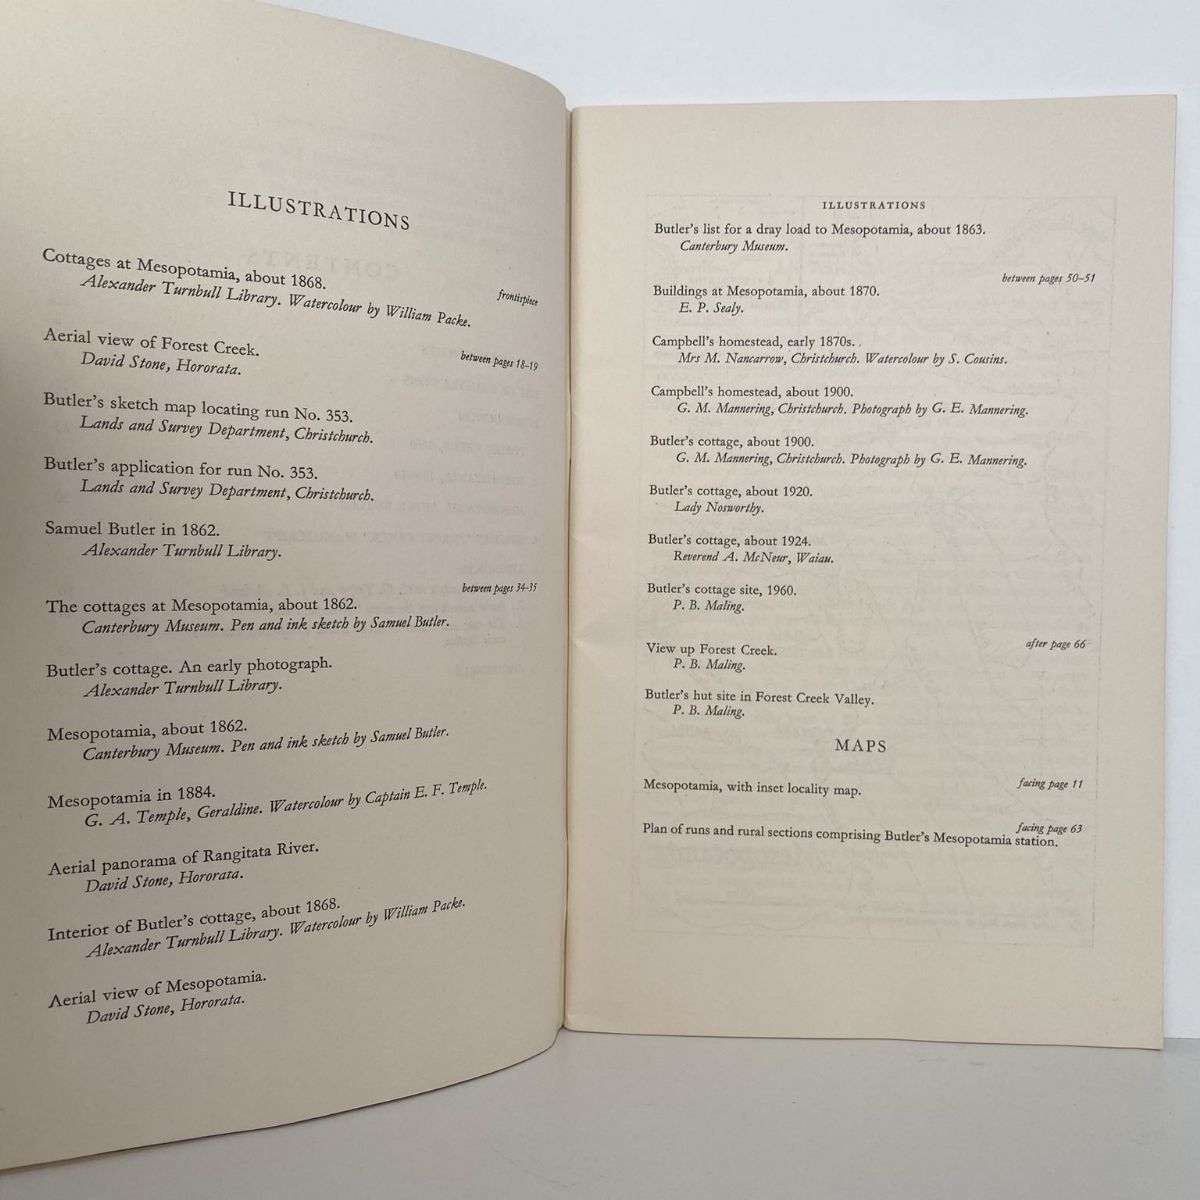 ILLUSTRATIONS
Cottages at Mesopotamia, about 1868.
frontispiece
Alexander Turnbull Library. Watercolour by William Packe.
Aerial view of Forest Creek.
between pages 18–19
David Stone, Hororata.
Butler's sketch map locating run No. 353.
Lands and Survey Department, Christchurch.
Butler's application for run No. 353.
Lands and Survey Department, Christchurch.
Samuel Butler in 1862.
Alexander Turnbull Library.
between pages 34–35
The cottages at Mesopotamia, about 1862.
Canterbury Museum. Pen and ink sketch by Samuel Butler.
Butler's cottage. An early photograph.
Alexander Turnbull Library.
Mesopotamia, about 1862.
Canterbury Museum. Pen and ink sketch by Samuel Butler.
Mesopotamia in 1884.
G. A. Temple, Geraldine. Watercolour by Captain E. F. Temple.
Aerial panorama of Rangitata River.
David Stone, Hororata.
Interior of Butler's cottage, about 1868.
Alexander Turnbull Library. Watercolour by William Packe.
Aerial view of Mesopotamia.
David Stone, Hororata.
ILLUSTRATIONS
Butler's list for a dray load to Mesopotamia, about 1863.
Canterbury Museum.
between pages 50–51
Buildings at Mesopotamia, about 1870.
E. P. Sealy.
Campbell's homestead, early 1870s.
Mrs M. Nancarrow, Christchurch. Watercolour by S. Cousins.
Campbell's homestead, about 1900.
G. M. Mannering, Christchurch. Photograph by G. E. Mannering.
Butler's cottage, about 1900.
G. M. Mannering, Christchurch. Photograph by G. E. Mannering.
Butler's cottage, about 1920.
Lady Nosworthy.
Butler's cottage, about 1924.
Reverend A. McNeur, Waiau.
Butler's cottage site, 1960.
P. B. Maling.
after page 66
View up Forest Creek.
P. B. Maling.
Butler's hut site in Forest Creek Valley.
P. B. Maling.
MAPS
facing page 11
Mesopotamia, with inset locality map.
facing page 63
Plan of runs and rural sections comprising Butler's Mesopotamia station.